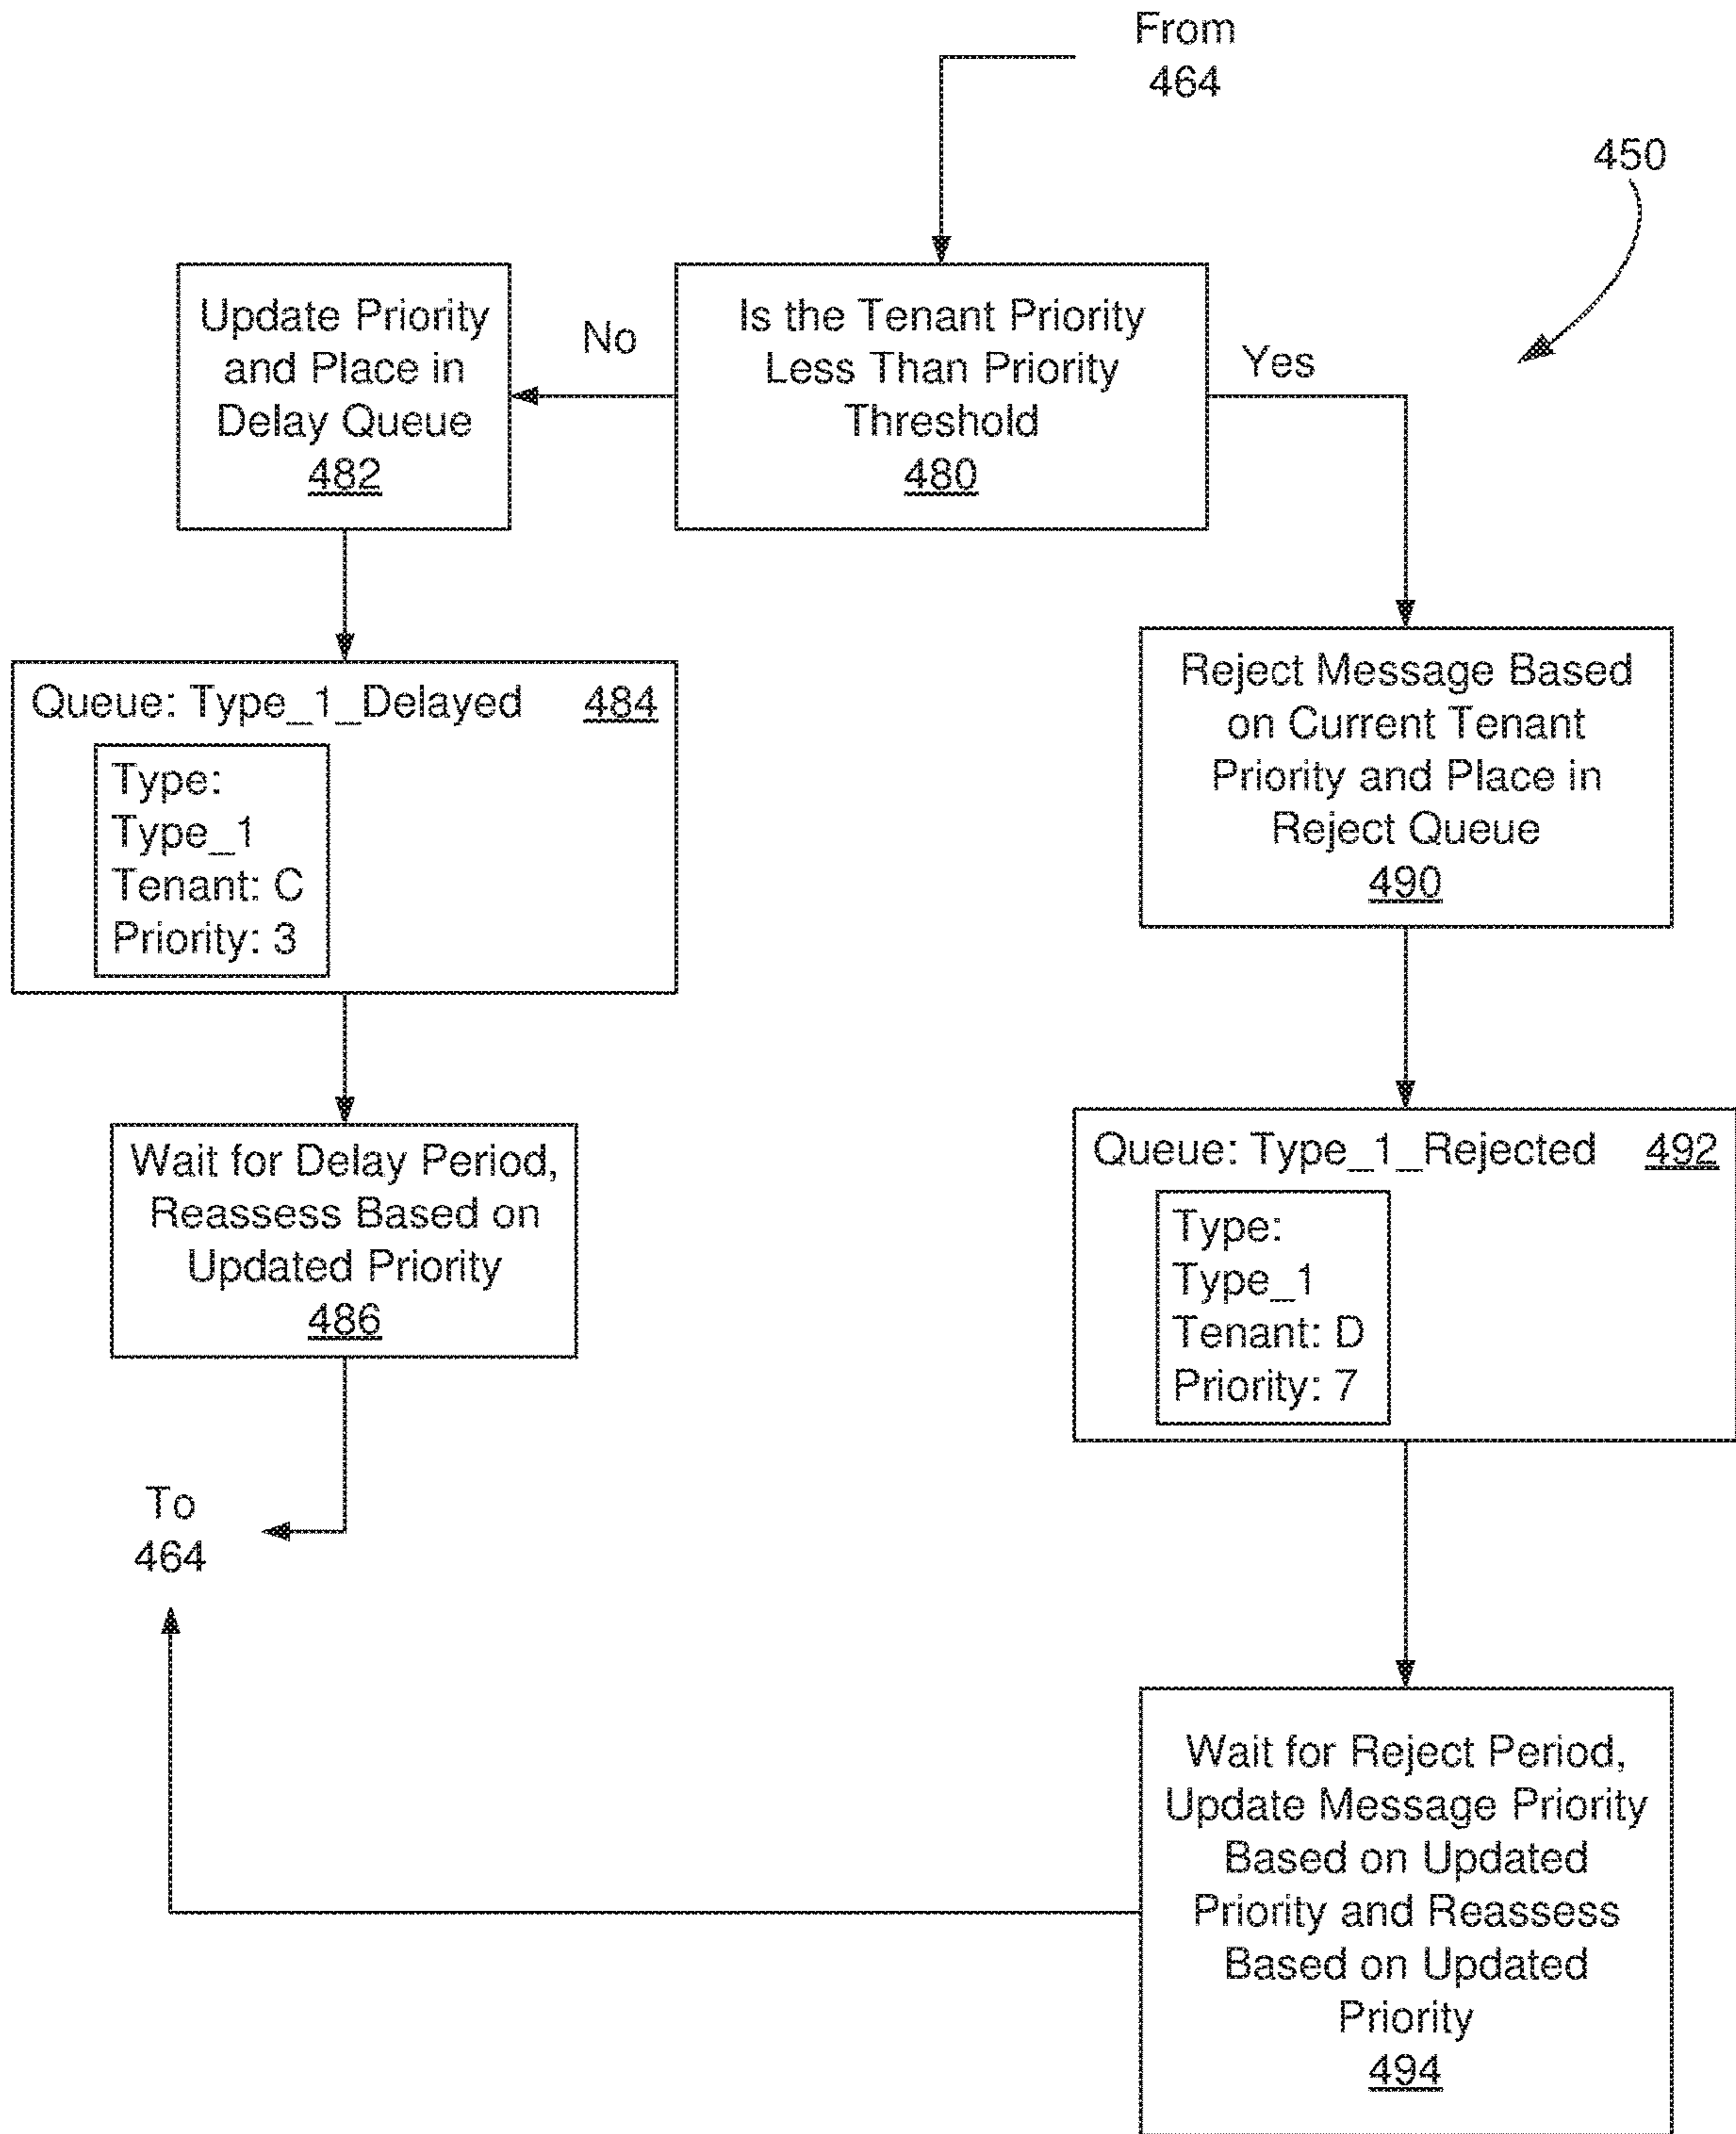 From
464
450
Is the Tenant Priority
Less Than Priority
Threshold
480
No
Yes
Update Priority
and Place in
Delay Queue
482
Queue: Type_1_Delayed 484
Type:
Type_1
Tenant: C
Priority: 3
Wait for Delay Period,
Reassess Based on
Updated Priority
486
To
464
Reject Message Based
on Current Tenant
Priority and Place in
Reject Queue
490
Queue: Type_1_Rejected 492
Type:
Type_1
Tenant: D
Priority: 7
Wait for Reject Period,
Update Message Priority
Based on Updated
Priority and Reassess
Based on Updated
Priority
494